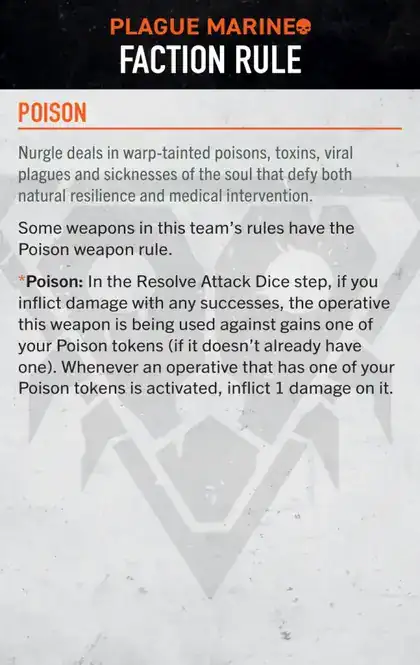 PLAGUE MARINE
FACTION RULE
POISON
Nurgle deals in warp-tainted poisons, toxins, viral
plagues and sicknesses of the soul that defy both
natural resilience and medical intervention.
Some weapons in this team's rules have the
Poison weapon rule.
*Poison: In the Resolve Attack Dice step, if you
inflict damage with any successes, the operative
this weapon is being used against gains one of
your Poison tokens (if it doesn't already have
one). Whenever an operative that has one of your
Poison tokens is activated, inflict 1 damage on it.